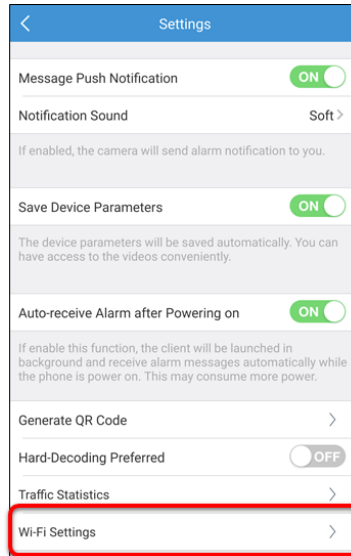 Settings
Message Push Notification ON
Notification Sound Soft
If enabled, the camera will send alarm notification to you.
Save Device Parameters ON
The device parameters will be saved automatically. You can
have access to the videos conveniently.
Auto-receive Alarm after Powering on ON
If enable this function, the client will be launched in
background and receive alarm messages automatically while
the phone is power on. This may consume more power.
Generate QR Code
Hard-Decoding Preferred OFF
Traffic Statistics
Wi-Fi Settings